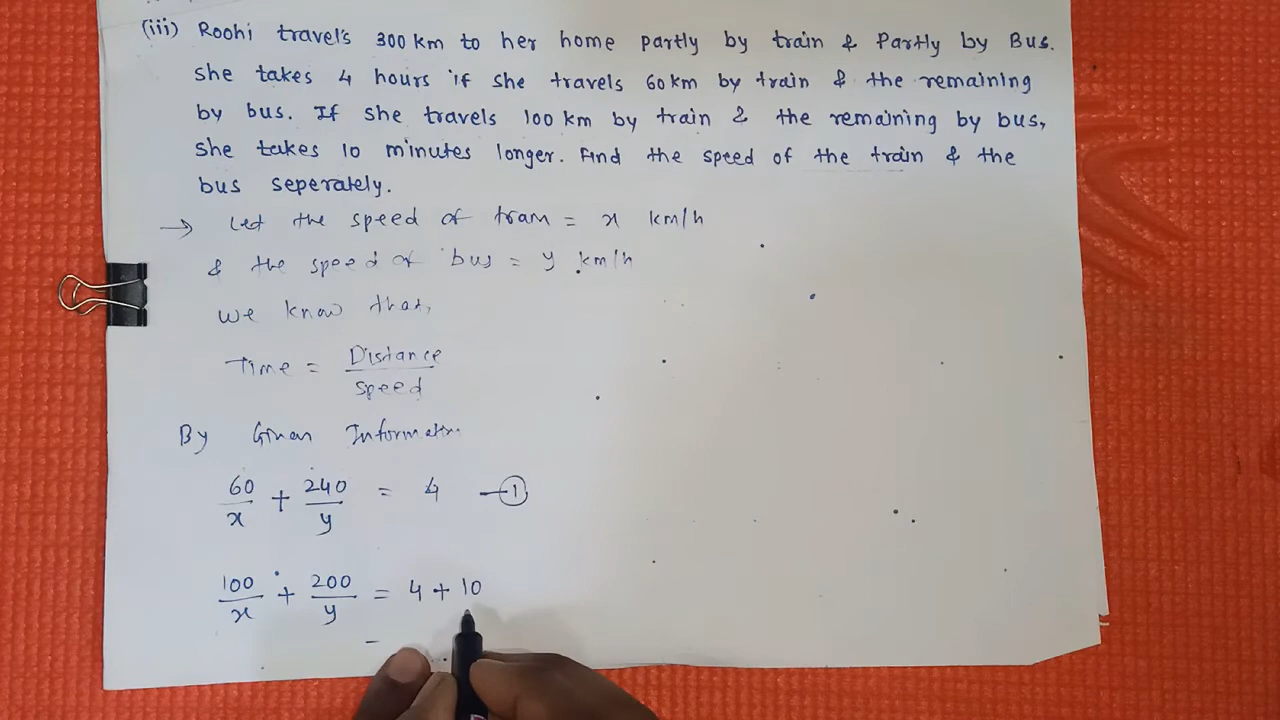 (iii) Roohi travel's 300 km to her home partly by train & Partly by Bus.
She takes 4 hours if she travels 60 km by train & the remaining
by bus. If she travels 100 km by train & the remaining by bus,
she takes 10 minutes longer. Find the speed of the train & the
bus seperately.
→ Let the speed of train = x km/h
& the speed of bus = y km/h
We know that,
Time = Distance / speed
By Given Information
60/x + 240/y = 4 —①
100/x + 200/y = 4 + 10
=